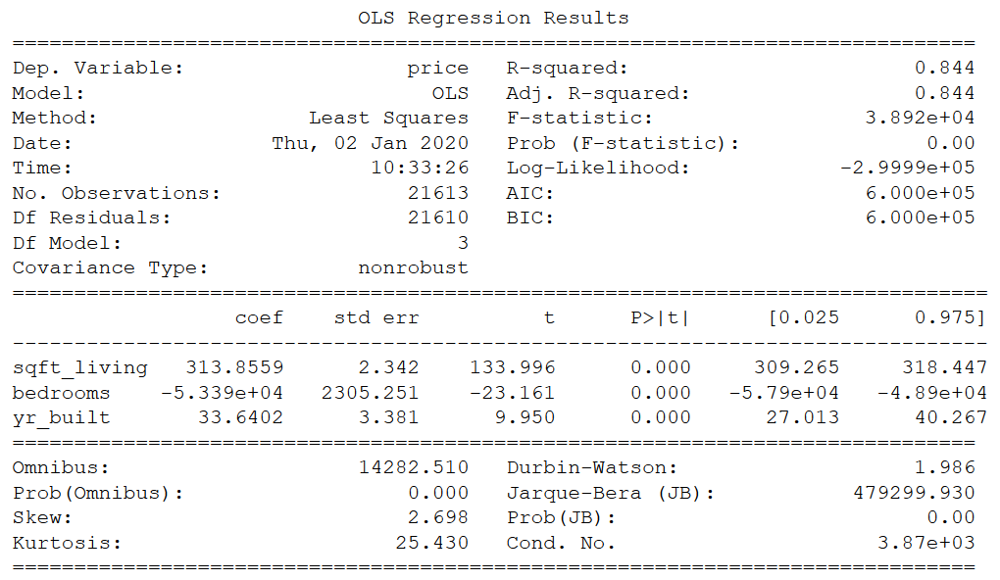 OLS Regression Results
==============================================================================
Dep. Variable:                  price   R-squared:                       0.844
Model:                            OLS   Adj. R-squared:                  0.844
Method:                 Least Squares   F-statistic:                 3.892e+04
Date:                Thu, 02 Jan 2020   Prob (F-statistic):               0.00
Time:                        10:33:26   Log-Likelihood:            -2.9999e+05
No. Observations:               21613   AIC:                         6.000e+05
Df Residuals:                   21610   BIC:                         6.000e+05
Df Model:                           3
Covariance Type:            nonrobust
===============================================================================
                  coef    std err          t      P>|t|      [0.025      0.975]
-------------------------------------------------------------------------------
sqft_living   313.8559      2.342    133.996      0.000     309.265     318.447
bedrooms    -5.339e+04   2305.251    -23.161      0.000   -5.79e+04   -4.89e+04
yr_built       33.6402      3.381      9.950      0.000      27.013      40.267
==============================================================================
Omnibus:                    14282.510   Durbin-Watson:                   1.986
Prob(Omnibus):                  0.000   Jarque-Bera (JB):           479299.930
Skew:                           2.698   Prob(JB):                         0.00
Kurtosis:                      25.430   Cond. No.                     3.87e+03
==============================================================================